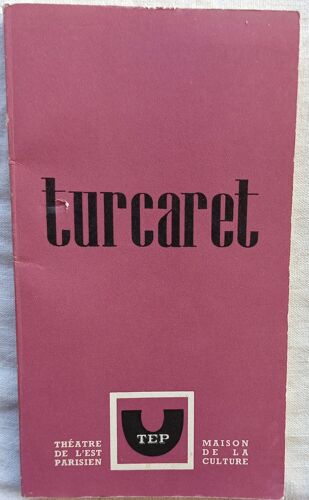 turcaret
THÉATRE
DE L'EST
PARISIEN
TEP
MAISON
DE LA
CULTURE